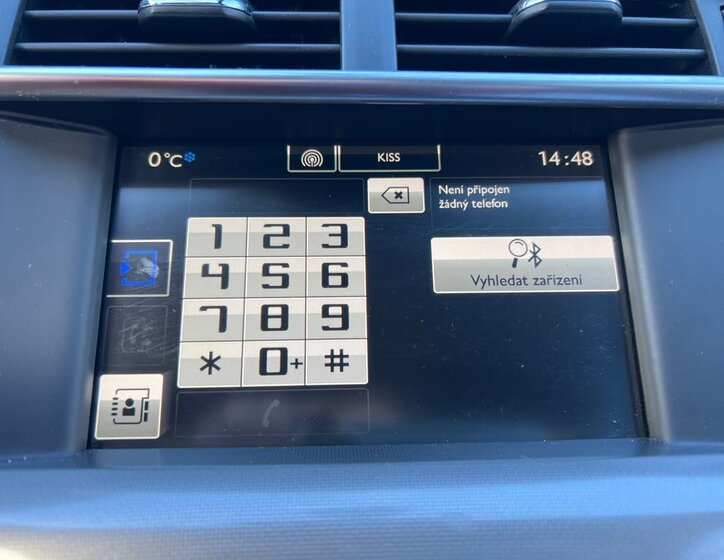 0°C
KISS
14:48
Není připojen
žádný telefon
1 2 3
4 5 6
7 8 9
* 0+ #
Vyhledat zařízení